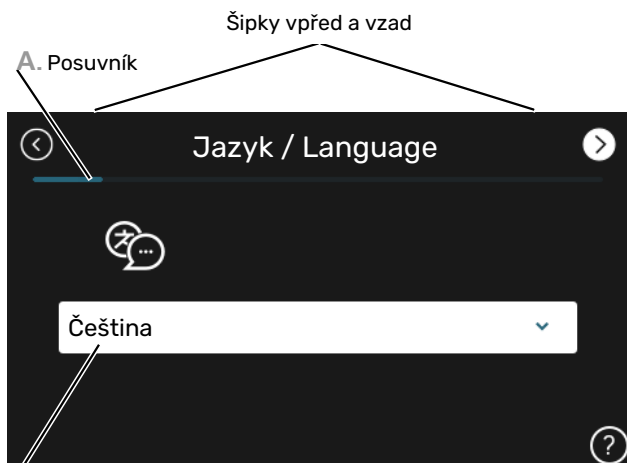 Šipky vpřed a vzad
A. Posuvník
Jazyk / Language
Čeština
?